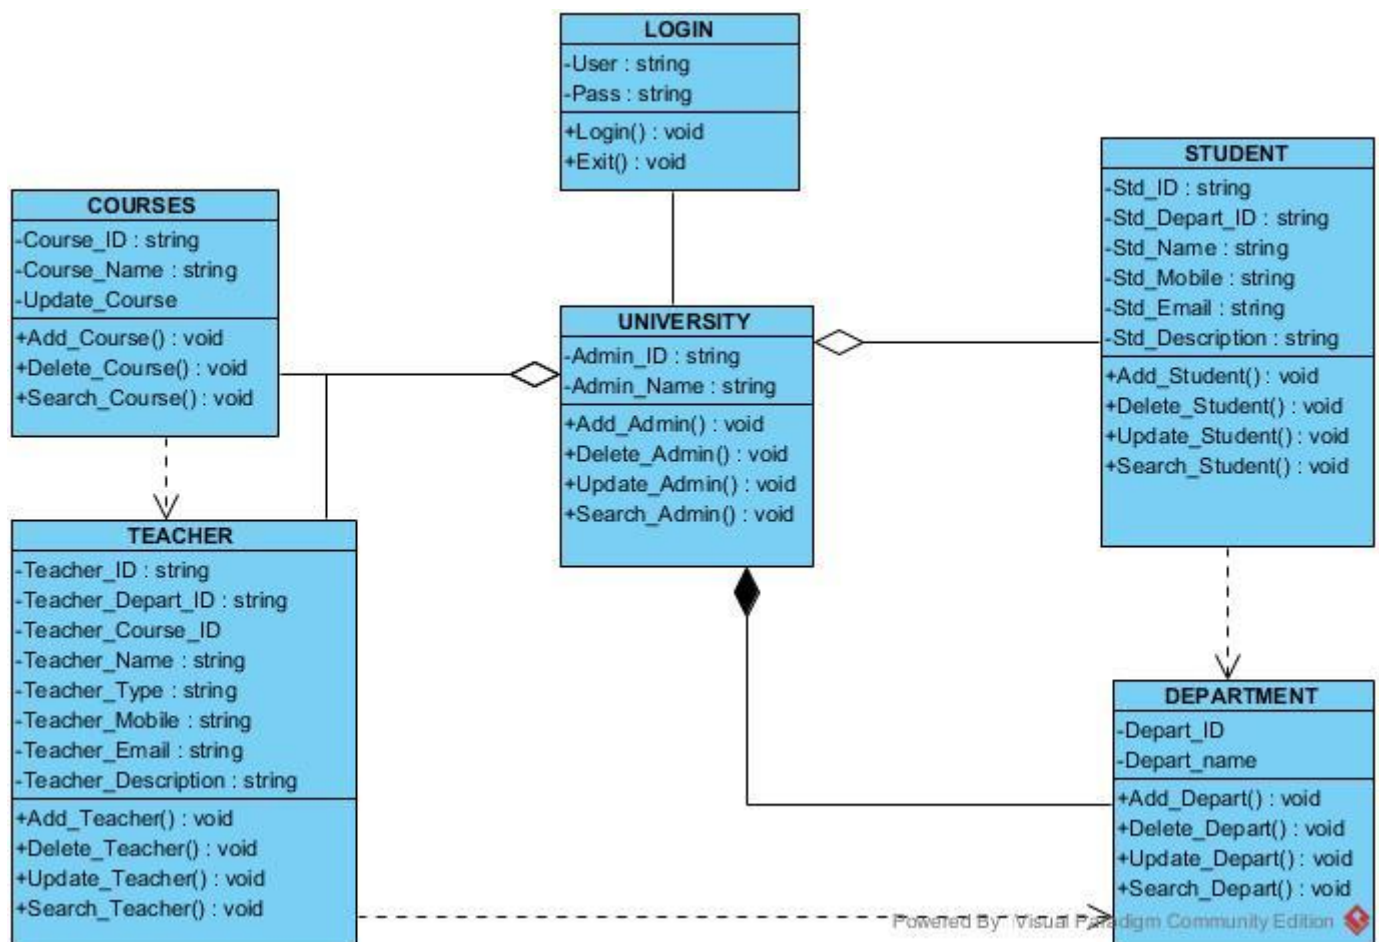 LOGIN
-User : string
-Pass : string
+Login() : void
+Exit() : void
COURSES
-Course_ID : string
-Course_Name : string
-Update_Course
+Add_Course() : void
+Delete_Course() : void
+Search_Course() : void
UNIVERSITY
-Admin_ID : string
-Admin_Name : string
+Add_Admin() : void
+Delete_Admin() : void
+Update_Admin() : void
+Search_Admin() : void
STUDENT
-Std_ID : string
-Std_Depart_ID : string
-Std_Name : string
-Std_Mobile : string
-Std_Email : string
-Std_Description : string
+Add_Student() : void
+Delete_Student() : void
+Update_Student() : void
+Search_Student() : void
TEACHER
-Teacher_ID : string
-Teacher_Depart_ID : string
-Teacher_Course_ID
-Teacher_Name : string
-Teacher_Type : string
-Teacher_Mobile : string
-Teacher_Email : string
-Teacher_Description : string
+Add_Teacher() : void
+Delete_Teacher() : void
+Update_Teacher() : void
+Search_Teacher() : void
DEPARTMENT
-Depart_ID
-Depart_name
+Add_Depart() : void
+Delete_Depart() : void
+Update_Depart() : void
+Search_Depart() : void
Powered By Visual Paradigm Community Edition